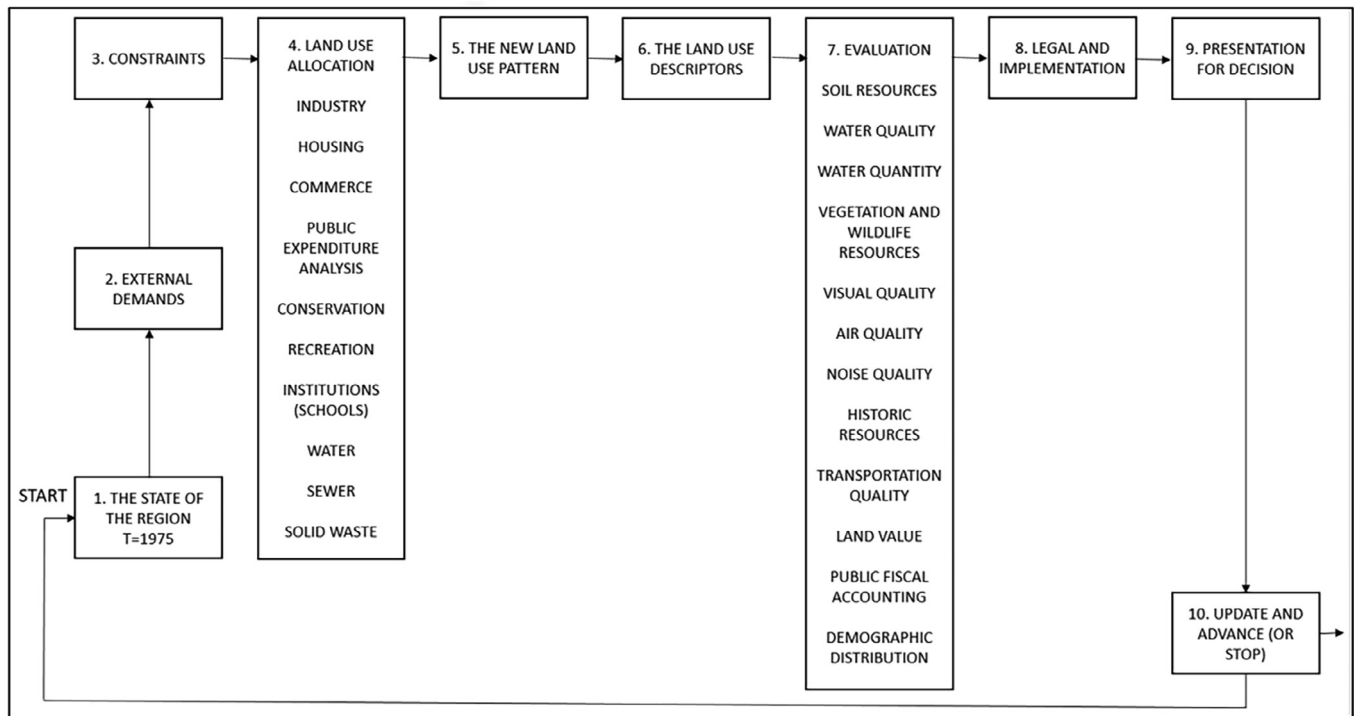 3. CONSTRAINTS
4. LAND USE
ALLOCATION
INDUSTRY
HOUSING
COMMERCE
PUBLIC
EXPENDITURE
ANALYSIS
CONSERVATION
RECREATION
INSTITUTIONS
(SCHOOLS)
WATER
SEWER
SOLID WASTE
5. THE NEW LAND
USE PATTERN
6. THE LAND USE
DESCRIPTORS
7. EVALUATION
SOIL RESOURCES
WATER QUALITY
WATER QUANTITY
VEGETATION AND
WILDLIFE
RESOURCES
VISUAL QUALITY
AIR QUALITY
NOISE QUALITY
HISTORIC
RESOURCES
TRANSPORTATION
QUALITY
LAND VALUE
PUBLIC FISCAL
ACCOUNTING
DEMOGRAPHIC
DISTRIBUTION
8. LEGAL AND
IMPLEMENTATION
9. PRESENTATION
FOR DECISION
2. EXTERNAL
DEMANDS
START
1. THE STATE OF
THE REGION
T=1975
10. UPDATE AND
ADVANCE (OR
STOP)